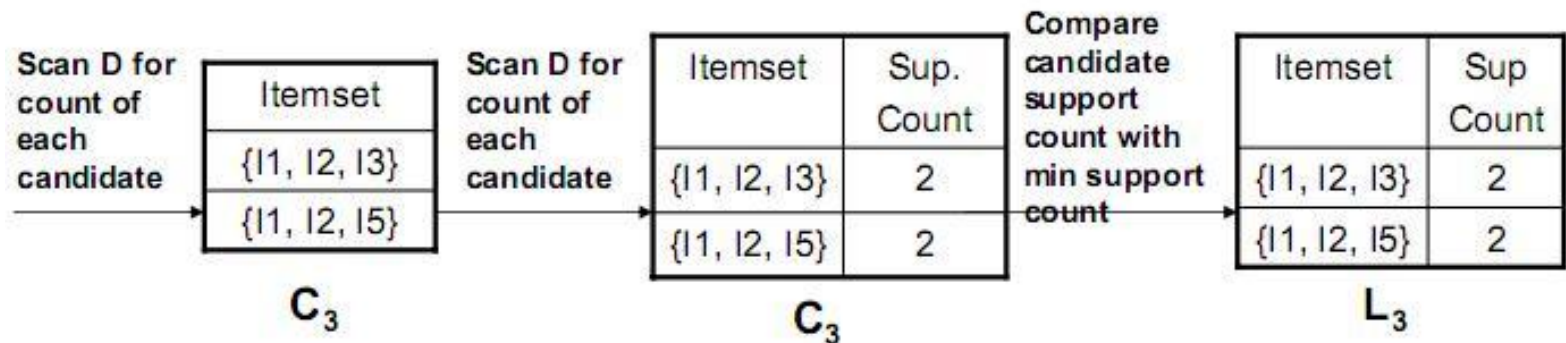 Scan D for
count of
each
candidate
Itemset
{I1, I2, I3}
{I1, I2, I5}
C3
Scan D for
count of
each
candidate
Itemset Sup.
Count
{I1, I2, I3} 2
{I1, I2, I5} 2
C3
Compare
candidate
support
count with
min support
count
Itemset Sup
Count
{I1, I2, I3} 2
{I1, I2, I5} 2
L3